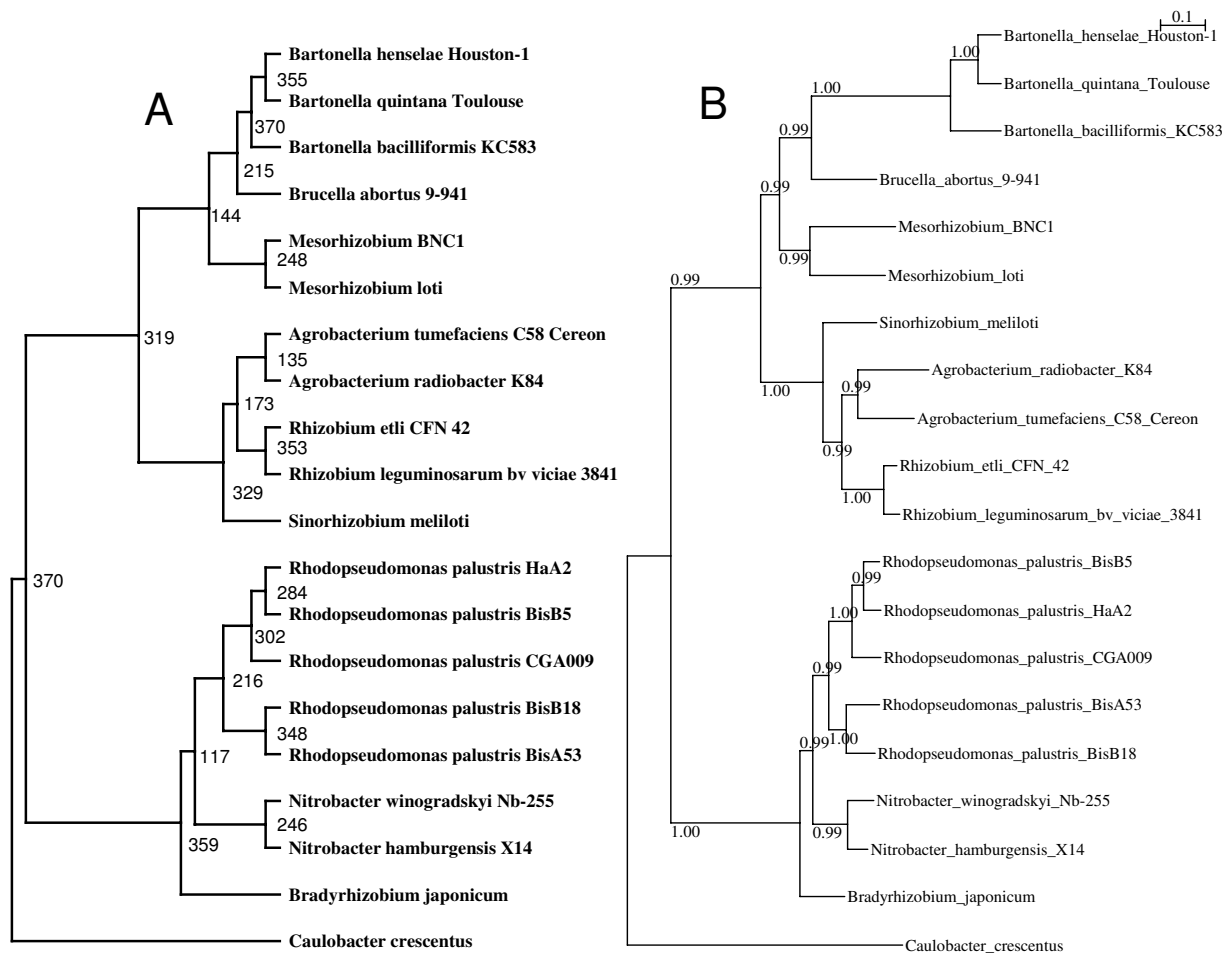 A
Bartonella henselae Houston-1
355
Bartonella quintana Toulouse
370
Bartonella bacilliformis KC583
215
Brucella abortus 9-941
144
Mesorhizobium BNC1
248
Mesorhizobium loti
319
Agrobacterium tumefaciens C58 Cereon
135
Agrobacterium radiobacter K84
173
Rhizobium etli CFN 42
353
Rhizobium leguminosarum bv viciae 3841
329
Sinorhizobium meliloti
370
Rhodopseudomonas palustris HaA2
284
Rhodopseudomonas palustris BisB5
302
Rhodopseudomonas palustris CGA009
216
Rhodopseudomonas palustris BisB18
348
Rhodopseudomonas palustris BisA53
117
Nitrobacter winogradskyi Nb-255
246
Nitrobacter hamburgensis X14
359
Bradyrhizobium japonicum
Caulobacter crescentus
B
0.1
Bartonella_henselae_Houston-1
1.00
Bartonella_quintana_Toulouse
1.00
Bartonella_bacilliformis_KC583
0.99
Brucella_abortus_9-941
0.99
Mesorhizobium_BNC1
0.99
Mesorhizobium_loti
0.99
Sinorhizobium_meliloti
Agrobacterium_radiobacter_K84
0.99
1.00
Agrobacterium_tumefaciens_C58_Cereon
0.99
Rhizobium_etli_CFN_42
1.00
Rhizobium_leguminosarum_bv_viciae_3841
Rhodopseudomonas_palustris_BisB5
0.99
Rhodopseudomonas_palustris_HaA2
1.00
Rhodopseudomonas_palustris_CGA009
0.99
Rhodopseudomonas_palustris_BisA53
1.00
0.99
Rhodopseudomonas_palustris_BisB18
Nitrobacter_winogradskyi_Nb-255
0.99
1.00
Nitrobacter_hamburgensis_X14
Bradyrhizobium_japonicum
Caulobacter_crescentus